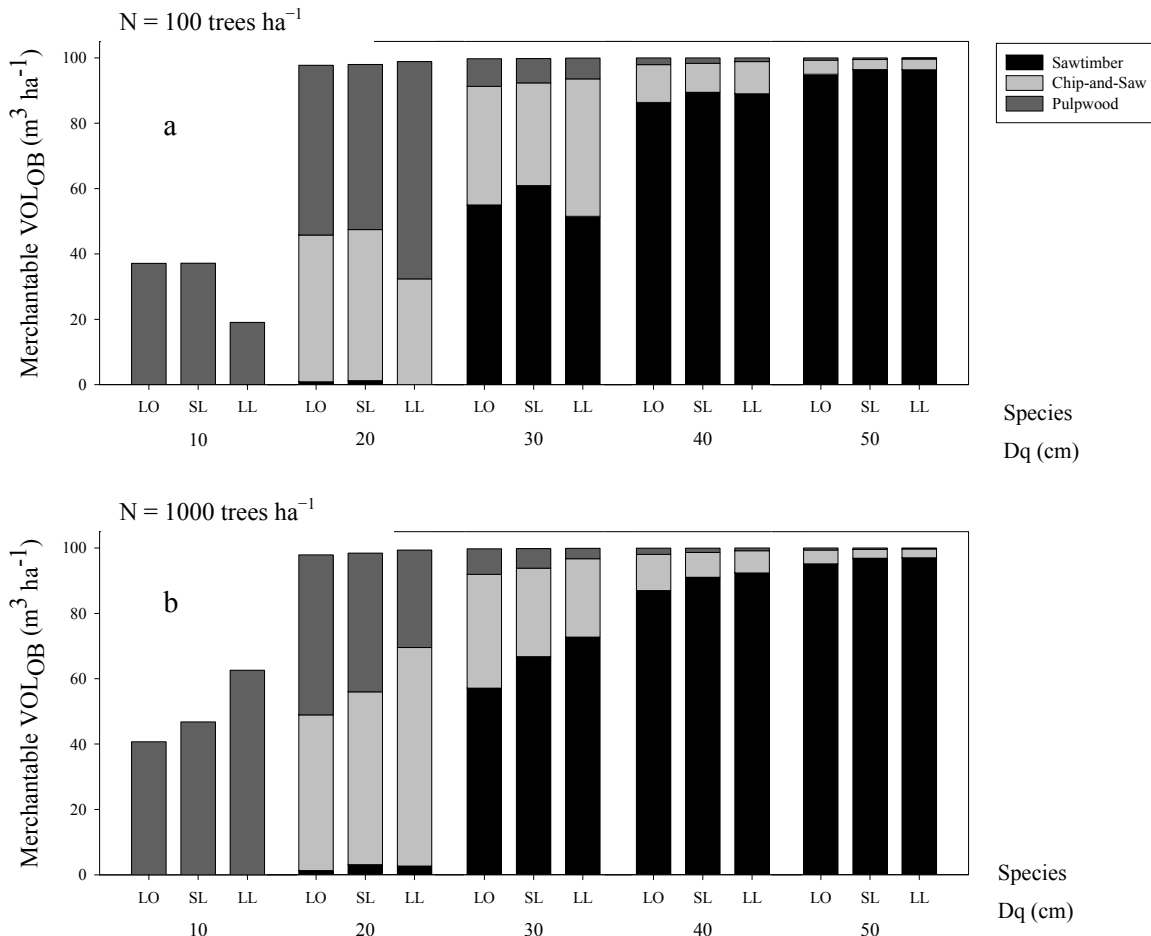 N = 100 trees ha⁻¹
Sawtimber
Chip-and-Saw
Pulpwood
a
Merchantable VOL_OB (m³ ha⁻¹)
100
80
60
40
20
0
LO SL LL LO SL LL LO SL LL LO SL LL LO SL LL Species
10 20 30 40 50 Dq (cm)
N = 1000 trees ha⁻¹
b
Merchantable VOL_OB (m³ ha⁻¹)
100
80
60
40
20
0
LO SL LL LO SL LL LO SL LL LO SL LL LO SL LL Species
10 20 30 40 50 Dq (cm)